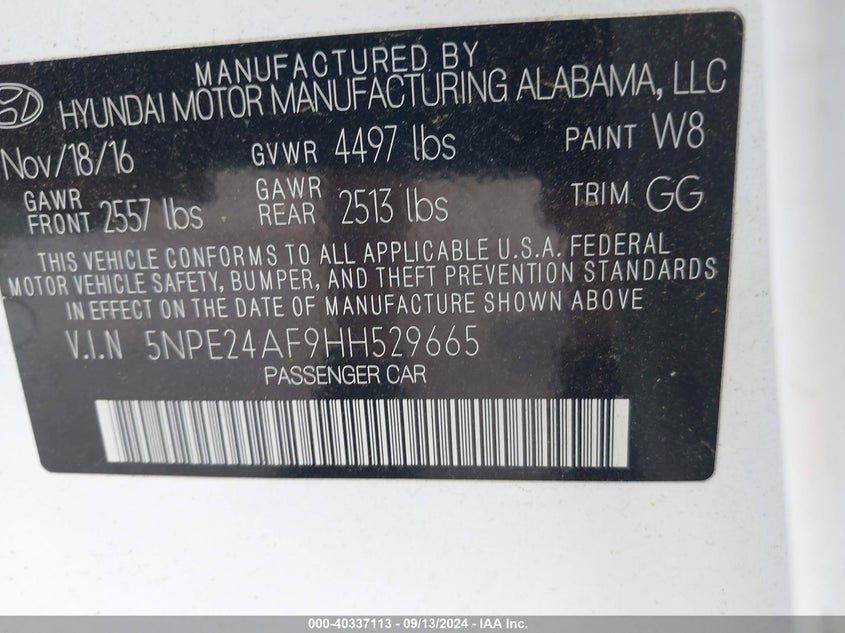 MANUFACTURED BY
HYUNDAI MOTOR MANUFACTURING ALABAMA, LLC
Nov/18/16 GVWR 4497 lbs PAINT W8
GAWR FRONT 2557 lbs GAWR REAR 2513 lbs TRIM GG
THIS VEHICLE CONFORMS TO ALL APPLICABLE U.S.A. FEDERAL
MOTOR VEHICLE SAFETY, BUMPER, AND THEFT PREVENTION STANDARDS
IN EFFECT ON THE DATE OF MANUFACTURE SHOWN ABOVE
V.I.N 5NPE24AF9HH529665
PASSENGER CAR
000-40337113 - 09/13/2024 - IAA Inc.